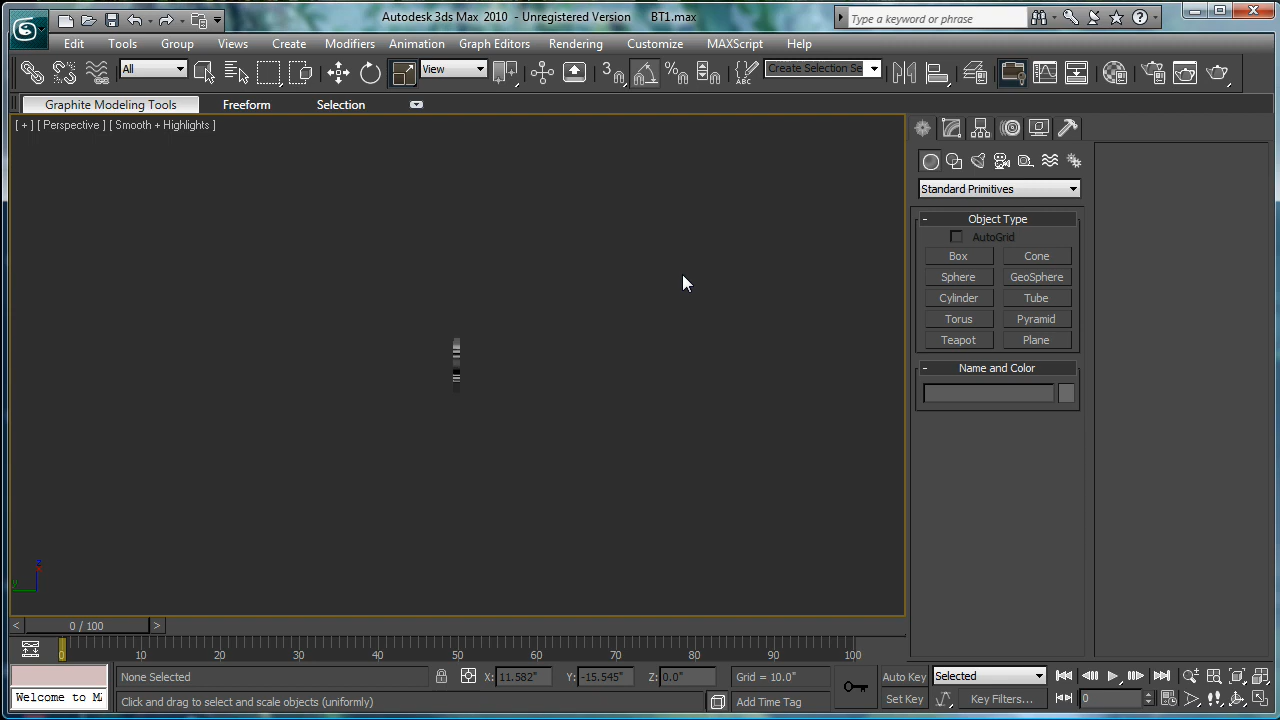 Autodesk 3ds Max 2010 - Unregistered Version BT1.max
Type a keyword or phrase
Edit Tools Group Views Create Modifiers Animation Graph Editors Rendering Customize MAXScript Help
All View Create Selection Se
Graphite Modeling Tools Freeform Selection
[ + ] [ Perspective ] [ Smooth + Highlights ]
Standard Primitives
- Object Type
AutoGrid
Box Cone
Sphere GeoSphere
Cylinder Tube
Torus Pyramid
Teapot Plane
- Name and Color
z
y
< 0 / 100 >
0 10 20 30 40 50 60 70 80 90 100
None Selected X: 11.582" Y: -15.545" Z: 0.0" Grid = 10.0" Auto Key Selected
Welcome to M
Click and drag to select and scale objects (uniformly) Add Time Tag Set Key Key Filters... 0